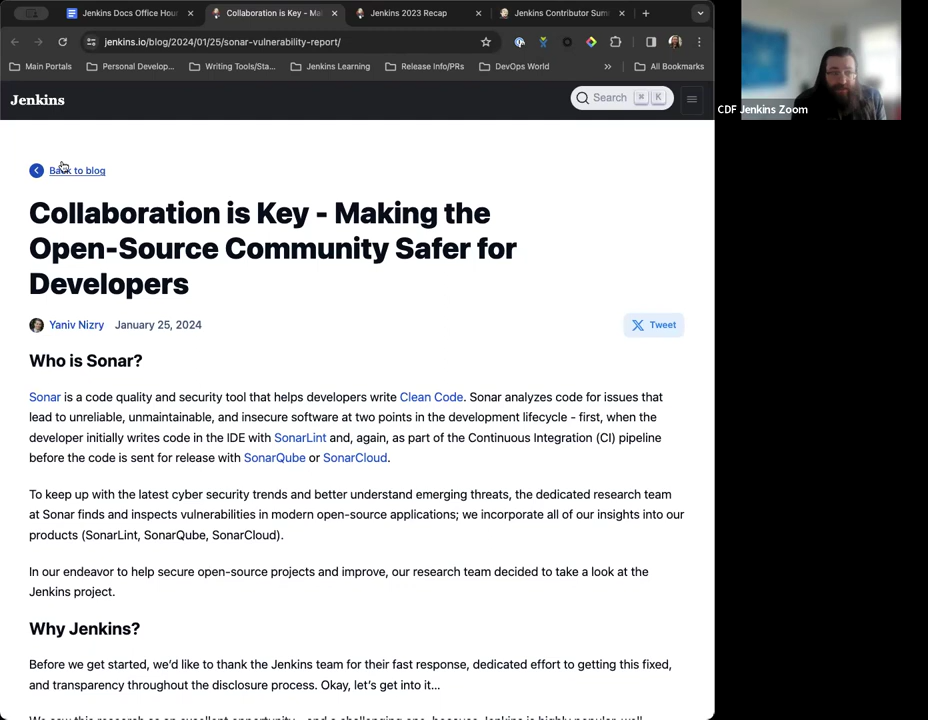 Jenkins Docs Office Hour
Collaboration is Key - Ma
Jenkins 2023 Recap
Jenkins Contributor Sum
jenkins.io/blog/2024/01/25/sonar-vulnerability-report/
Main Portals
Personal Develop...
Writing Tools/Sta...
Jenkins Learning
Release Info/PRs
DevOps World
»
All Bookmarks
Jenkins
Search ⌘ K
CDF Jenkins Zoom
Back to blog
Collaboration is Key - Making the
Open-Source Community Safer for
Developers
Yaniv Nizry January 25, 2024
Tweet
Who is Sonar?
Sonar is a code quality and security tool that helps developers write Clean Code. Sonar analyzes code for issues that
lead to unreliable, unmaintainable, and insecure software at two points in the development lifecycle - first, when the
developer initially writes code in the IDE with SonarLint and, again, as part of the Continuous Integration (CI) pipeline
before the code is sent for release with SonarQube or SonarCloud.
To keep up with the latest cyber security trends and better understand emerging threats, the dedicated research team
at Sonar finds and inspects vulnerabilities in modern open-source applications; we incorporate all of our insights into our
products (SonarLint, SonarQube, SonarCloud).
In our endeavor to help secure open-source projects and improve, our research team decided to take a look at the
Jenkins project.
Why Jenkins?
Before we get started, we'd like to thank the Jenkins team for their fast response, dedicated effort to getting this fixed,
and transparency throughout the disclosure process. Okay, let's get into it...